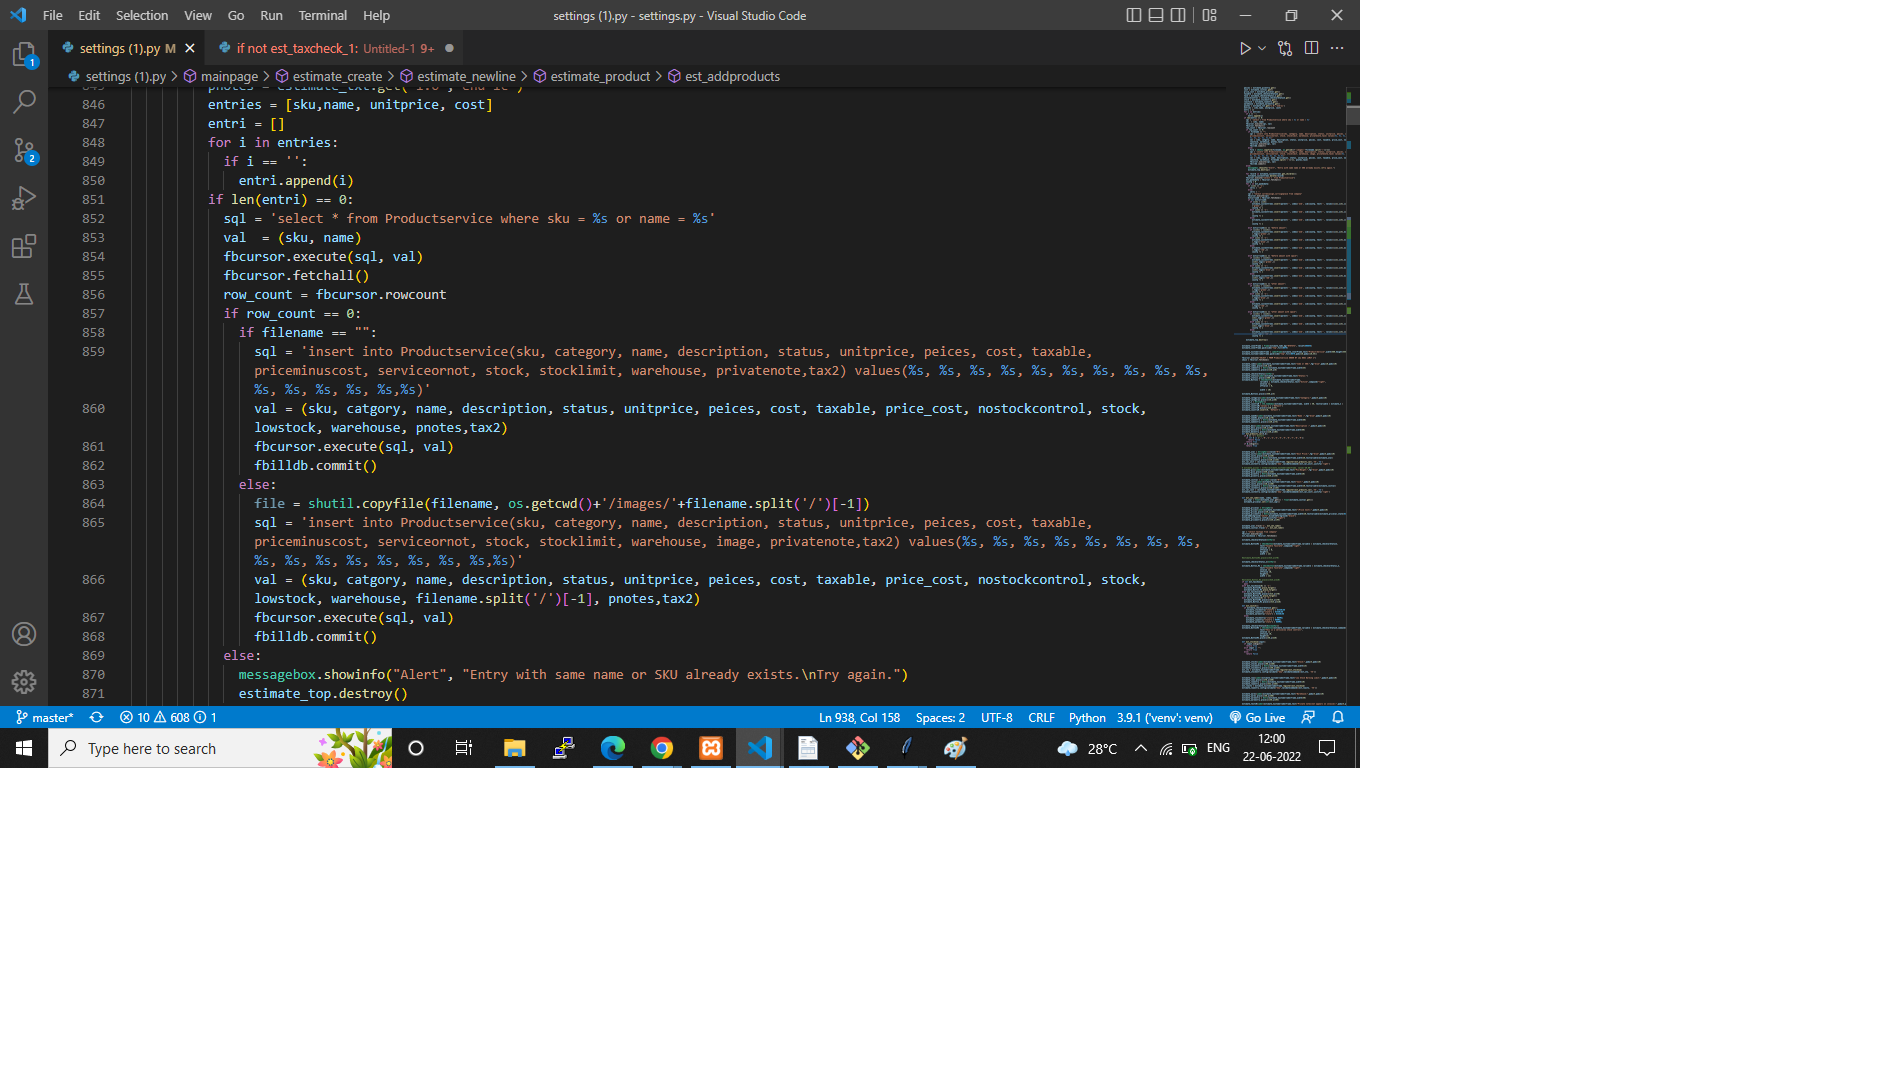 File Edit Selection View Go Run Terminal Help
settings (1).py - settings.py - Visual Studio Code
settings (1).py M
if not est_taxcheck_1: Untitled-1 9+
settings (1).py > mainpage > estimate_create > estimate_newline > estimate_product > est_addproducts
846 entries = [sku,name, unitprice, cost]
847 entri = []
848 for i in entries:
849 if i == '':
850 entri.append(i)
851 if len(entri) == 0:
852 sql = 'select * from Productservice where sku = %s or name = %s'
853 val  = (sku, name)
854 fbcursor.execute(sql, val)
855 fbcursor.fetchall()
856 row_count = fbcursor.rowcount
857 if row_count == 0:
858 if filename == "":
859 sql = 'insert into Productservice(sku, category, name, description, status, unitprice, peices, cost, taxable,
priceminuscost, serviceornot, stock, stocklimit, warehouse, privatenote,tax2) values(%s, %s, %s, %s, %s, %s, %s, %s, %s, %s,
%s, %s, %s, %s, %s,%s)'
860 val = (sku, catgory, name, description, status, unitprice, peices, cost, taxable, price_cost, nostockcontrol, stock,
lowstock, warehouse, pnotes,tax2)
861 fbcursor.execute(sql, val)
862 fbilldb.commit()
863 else:
864 file = shutil.copyfile(filename, os.getcwd()+'/images/'+filename.split('/')[-1])
865 sql = 'insert into Productservice(sku, category, name, description, status, unitprice, peices, cost, taxable,
priceminuscost, serviceornot, stock, stocklimit, warehouse, image, privatenote,tax2) values(%s, %s, %s, %s, %s, %s, %s, %s,
%s, %s, %s, %s, %s, %s, %s, %s,%s)'
866 val = (sku, catgory, name, description, status, unitprice, peices, cost, taxable, price_cost, nostockcontrol, stock,
lowstock, warehouse, filename.split('/')[-1], pnotes,tax2)
867 fbcursor.execute(sql, val)
868 fbilldb.commit()
869 else:
870 messagebox.showinfo("Alert", "Entry with same name or SKU already exists.\nTry again.")
871 estimate_top.destroy()
1
2
master* 10 608 1
Ln 938, Col 158 Spaces: 2 UTF-8 CRLF Python 3.9.1 ('venv': venv) Go Live
Type here to search
28°C ENG
12:00
22-06-2022